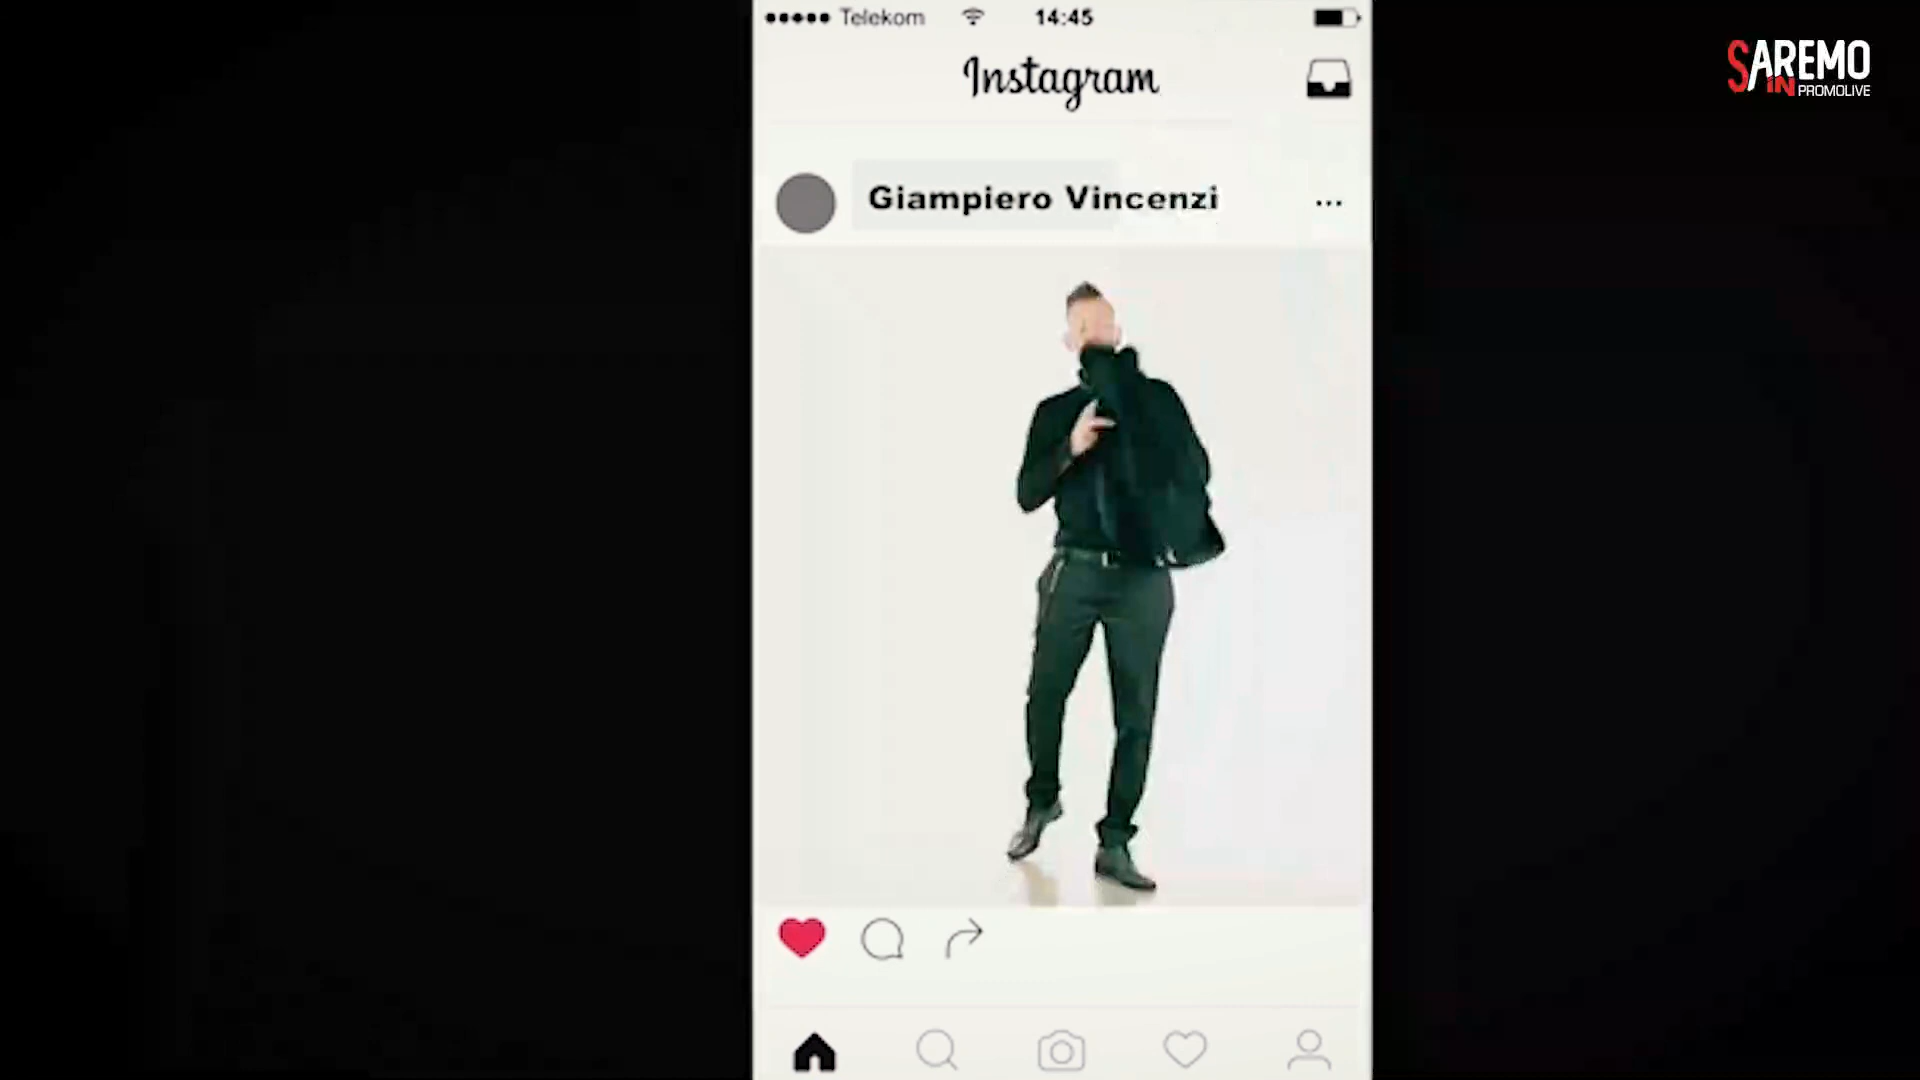 Telekom 14:45
Instagram
SAREMO
IN PROMOLIVE
Giampiero Vincenzi